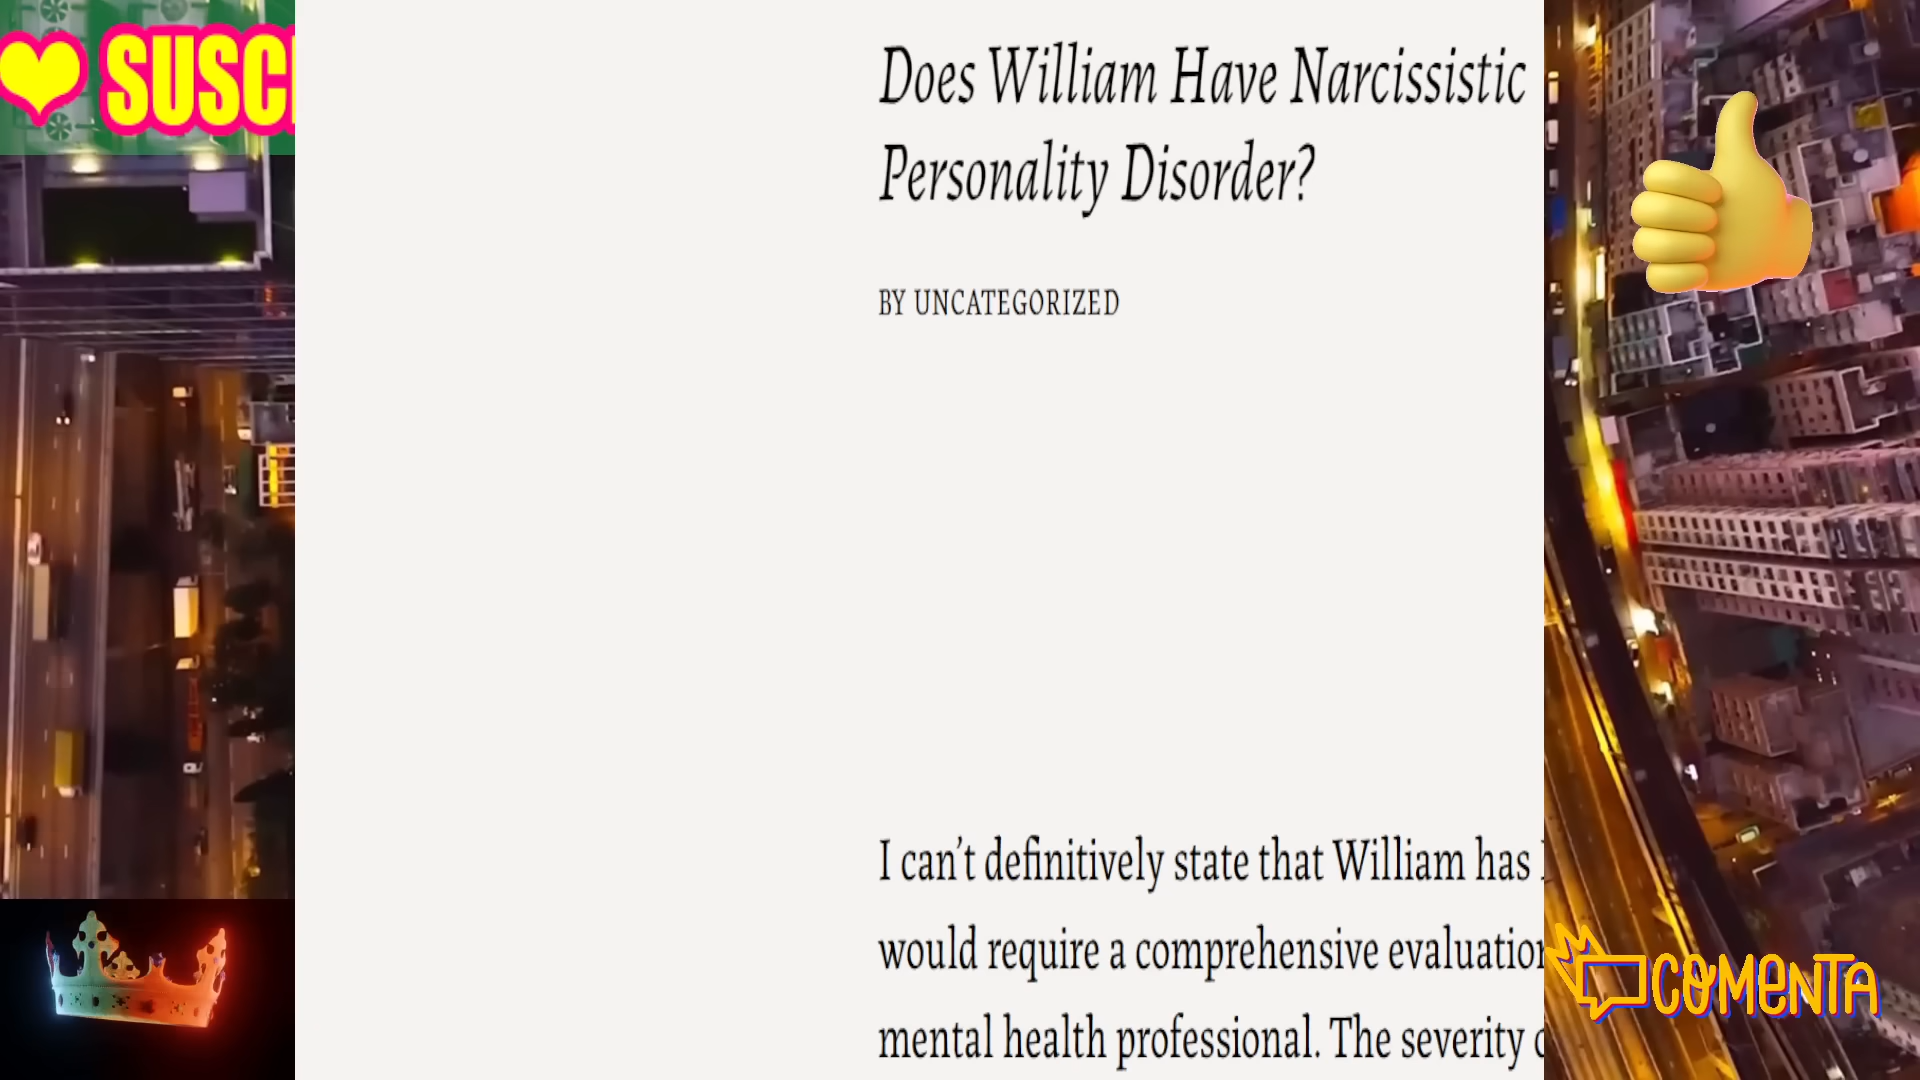 SUSC
Does William Have Narcissistic
Personality Disorder?
BY UNCATEGORIZED
I can’t definitively state that William has
would require a comprehensive evaluation
mental health professional. The severity
COMENTA